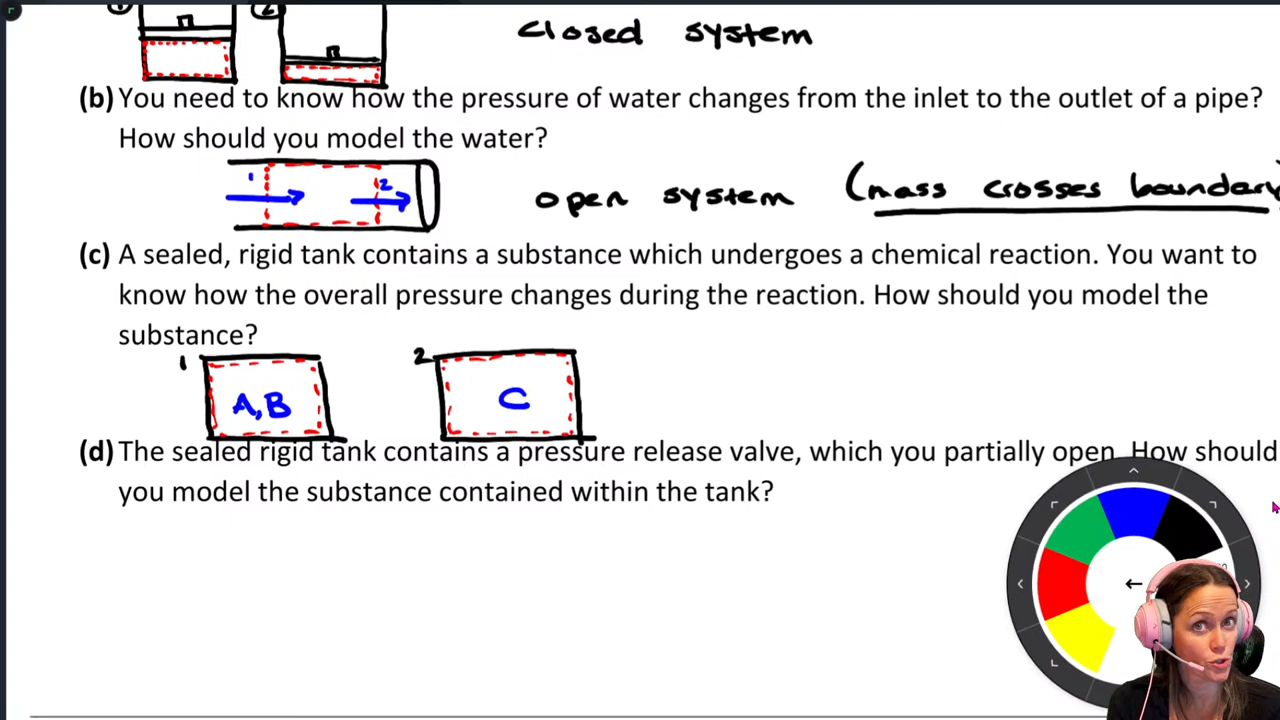 ① ②
closed system
(b) You need to know how the pressure of water changes from the inlet to the outlet of a pipe?
How should you model the water?
1 2
open system (mass crosses boundary
(c) A sealed, rigid tank contains a substance which undergoes a chemical reaction. You want to
know how the overall pressure changes during the reaction. How should you model the
substance?
1 2
A,B C
(d) The sealed rigid tank contains a pressure release valve, which you partially open. How should
you model the substance contained within the tank?